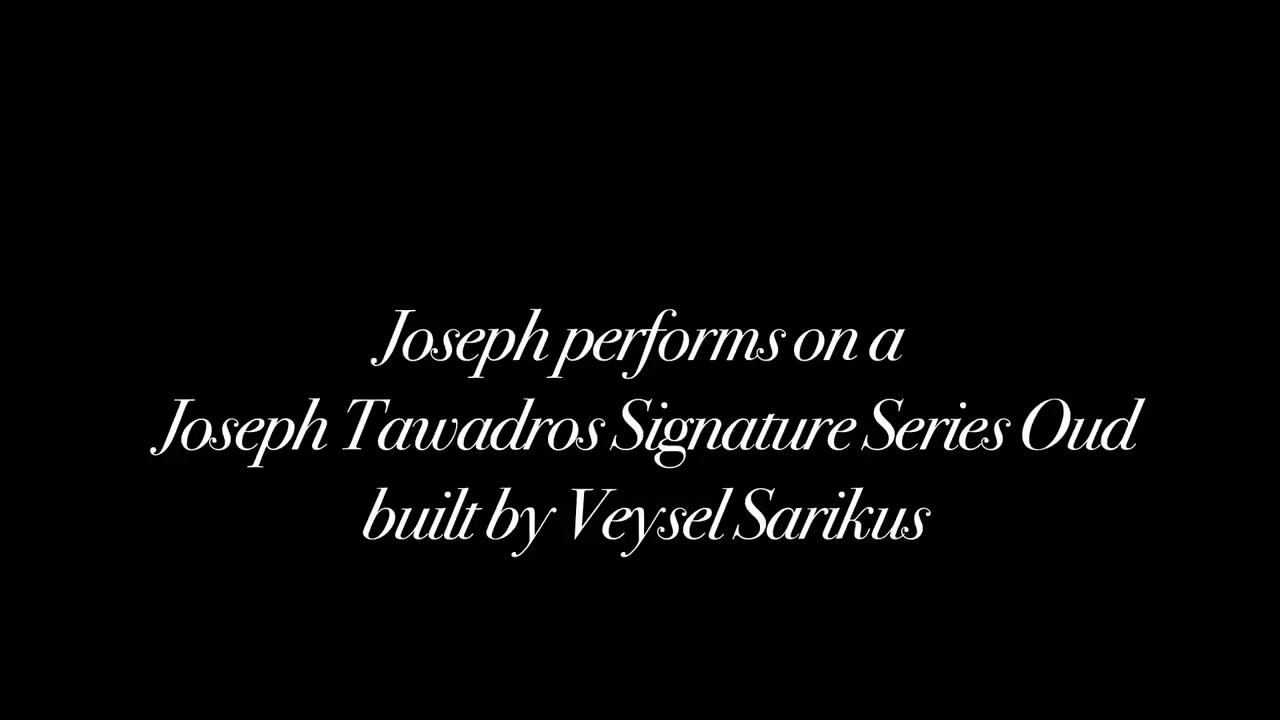 Joseph performs on a
Joseph Tawadros Signature Series Oud
built by Veysel Sarikus